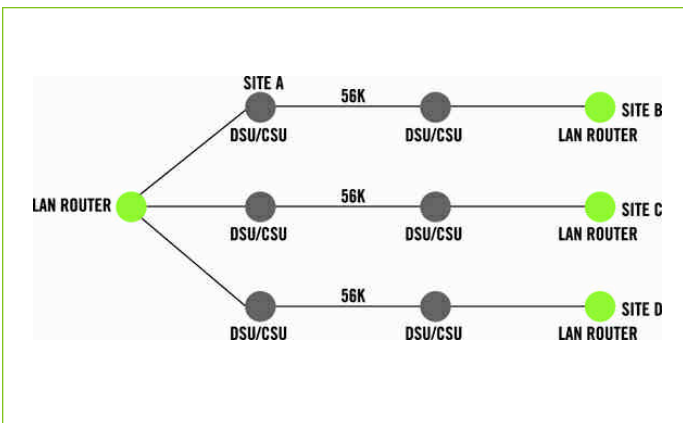 SITE A
56K
SITE B
DSU/CSU
DSU/CSU
LAN ROUTER
LAN ROUTER
56K
SITE C
DSU/CSU
DSU/CSU
LAN ROUTER
56K
SITE D
DSU/CSU
DSU/CSU
LAN ROUTER